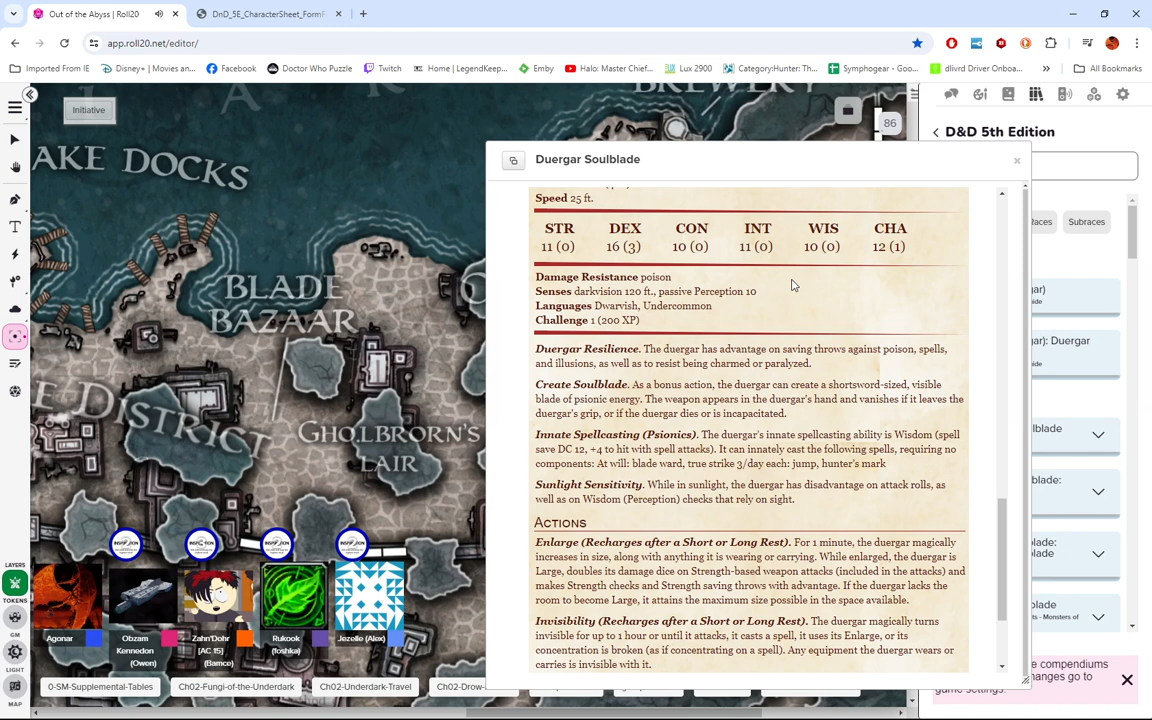 Out of the Abyss | Roll20
DnD_5E_CharacterSheet_FormF
app.roll20.net/editor/
Imported From IE
Disney+ | Movies an...
Facebook
Doctor Who Puzzle
Twitch
Home | LegendKeep...
Emby
Halo: Master Chief...
Lux 2900
Category:Hunter: Th...
Symphogear - Goo...
dlivrd Driver Onboa...
All Bookmarks
Initiative
BREWERY
86
AKE DOCKS
BLADE
BAZAAR
DISTRICT
GHOLBRORN'S
LAIR
D&D 5th Edition
Subraces
Duergar Soulblade
Speed 25 ft.
STR DEX CON INT WIS CHA
11 (0) 16 (3) 10 (0) 11 (0) 10 (0) 12 (1)
Damage Resistance poison
Senses darkvision 120 ft., passive Perception 10
Languages Dwarvish, Undercommon
Challenge 1 (200 XP)
Duergar Resilience. The duergar has advantage on saving throws against poison, spells,
and illusions, as well as to resist being charmed or paralyzed.
Create Soulblade. As a bonus action, the duergar can create a shortsword-sized, visible
blade of psionic energy. The weapon appears in the duergar's hand and vanishes if it leaves the
duergar's grip, or if the duergar dies or is incapacitated.
Innate Spellcasting (Psionics). The duergar's innate spellcasting ability is Wisdom (spell
save DC 12, +4 to hit with spell attacks). It can innately cast the following spells, requiring no
components: At will: blade ward, true strike 3/day each: jump, hunter's mark
Sunlight Sensitivity. While in sunlight, the duergar has disadvantage on attack rolls, as
well as on Wisdom (Perception) checks that rely on sight.
ACTIONS
Enlarge (Recharges after a Short or Long Rest). For 1 minute, the duergar magically
increases in size, along with anything it is wearing or carrying. While enlarged, the duergar is
Large, doubles its damage dice on Strength-based weapon attacks (included in the attacks) and
makes Strength checks and Strength saving throws with advantage. If the duergar lacks the
room to become Large, it attains the maximum size possible in the space available.
Invisibility (Recharges after a Short or Long Rest). The duergar magically turns
invisible for up to 1 hour or until it attacks, it casts a spell, it uses its Enlarge, or its
concentration is broken (as if concentrating on a spell). Any equipment the duergar wears or
carries is invisible with it.
gar): Duergar
LAYERS
TOKENS
GM
LIGHT
MAP
INSPIRATION
INSPIRATION
INSPIRATION
INSPIRATION
Agonar
Obzam
Kennedon
(Owen)
Zahn'Dohr
[AC 15]
(Bamce)
Rukook
(foshka)
Jezelle (Alex)
0-SM-Supplemental-Tables
Ch02-Fungi-of-the-Underdark
Ch02-Underdark-Travel
Ch02-Drow-
e compendiums
nanges go to
game settings.